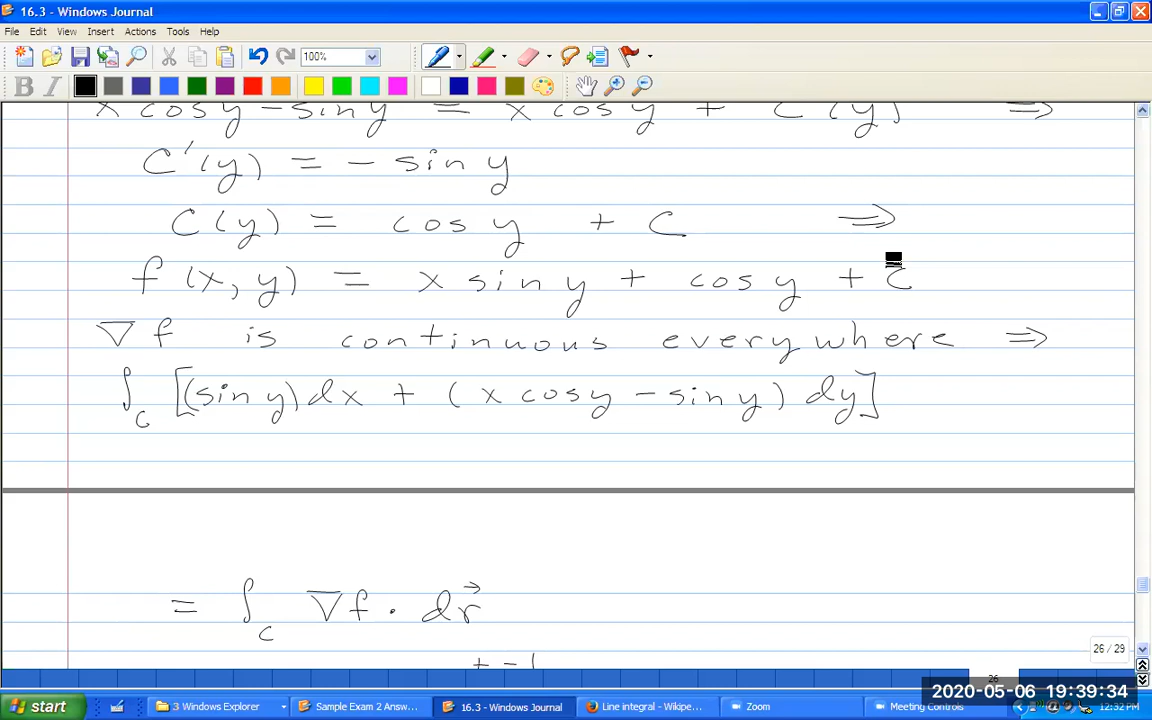 16.3 - Windows Journal
File Edit View Insert Actions Tools Help
100%
B I
x cos y - sin y = x cos y + C'(y) ⇒
C'(y) = - sin y
C(y) = cos y + C ⇒
f(x, y) = x sin y + cos y + C
∇f is continuous everywhere ⇒
∫_C [(sin y) dx + (x cos y - sin y) dy]
= ∫_C ∇f · dr⃗
26 / 29
26
2020-05-06 19:39:34
start
3 Windows Explorer
Sample Exam 2 Answ...
16.3 - Windows Journal
Line integral - Wikipe...
Zoom
Meeting Controls
12:32 PM